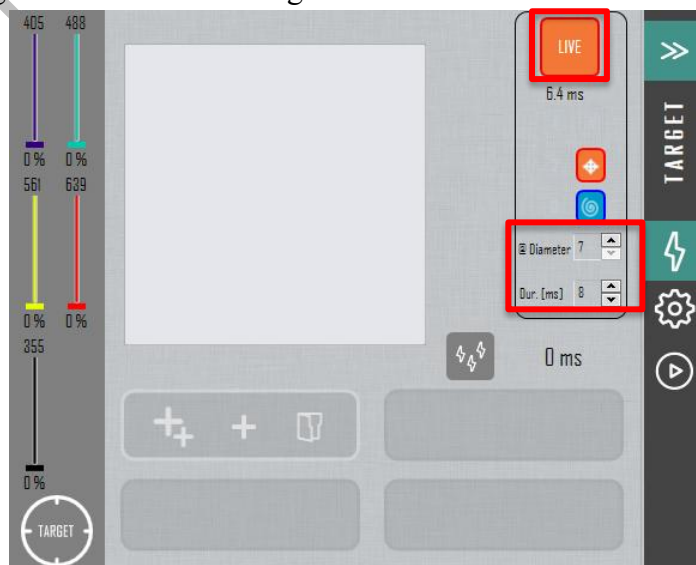 405 488
0 % 0 %
561 639
0 % 0 %
355
0 %
TARGET
LIVE
6.4 ms
Diameter 7
Dur. [ms] 8
0 ms
TARGET